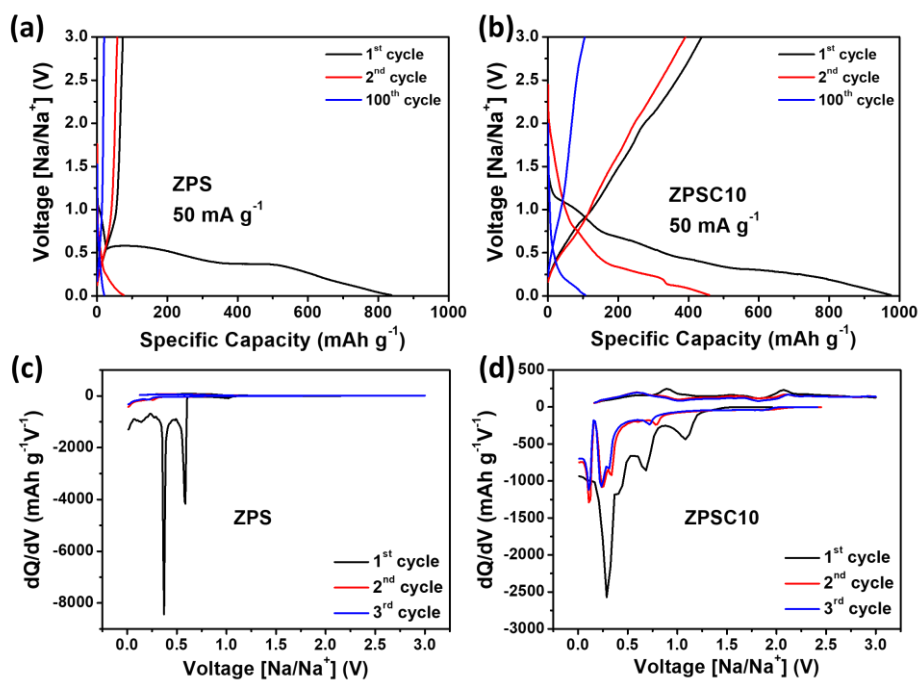 (a)
Voltage [Na/Na⁺] (V)
3.0
2.5
2.0
1.5
1.0
0.5
0.0
1ˢᵗ cycle
2ⁿᵈ cycle
100ᵗʰ cycle
ZPS
50 mA g⁻¹
0 200 400 600 800 1000
Specific Capacity (mAh g⁻¹)
(b)
Voltage [Na/Na⁺] (V)
3.0
2.5
2.0
1.5
1.0
0.5
0.0
1ˢᵗ cycle
2ⁿᵈ cycle
100ᵗʰ cycle
ZPSC10
50 mA g⁻¹
0 200 400 600 800 1000
Specific Capacity (mAh g⁻¹)
(c)
dQ/dV (mAh g⁻¹V⁻¹)
0
-2000
-4000
-6000
-8000
ZPS
1ˢᵗ cycle
2ⁿᵈ cycle
3ʳᵈ cycle
0.0 0.5 1.0 1.5 2.0 2.5 3.0
Voltage [Na/Na⁺] (V)
(d)
dQ/dV (mAh g⁻¹V⁻¹)
500
250
0
-500
-1000
-1500
-2000
-2500
-3000
ZPSC10
1ˢᵗ cycle
2ⁿᵈ cycle
3ʳᵈ cycle
0.0 0.5 1.0 1.5 2.0 2.5 3.0
Voltage [Na/Na⁺] (V)